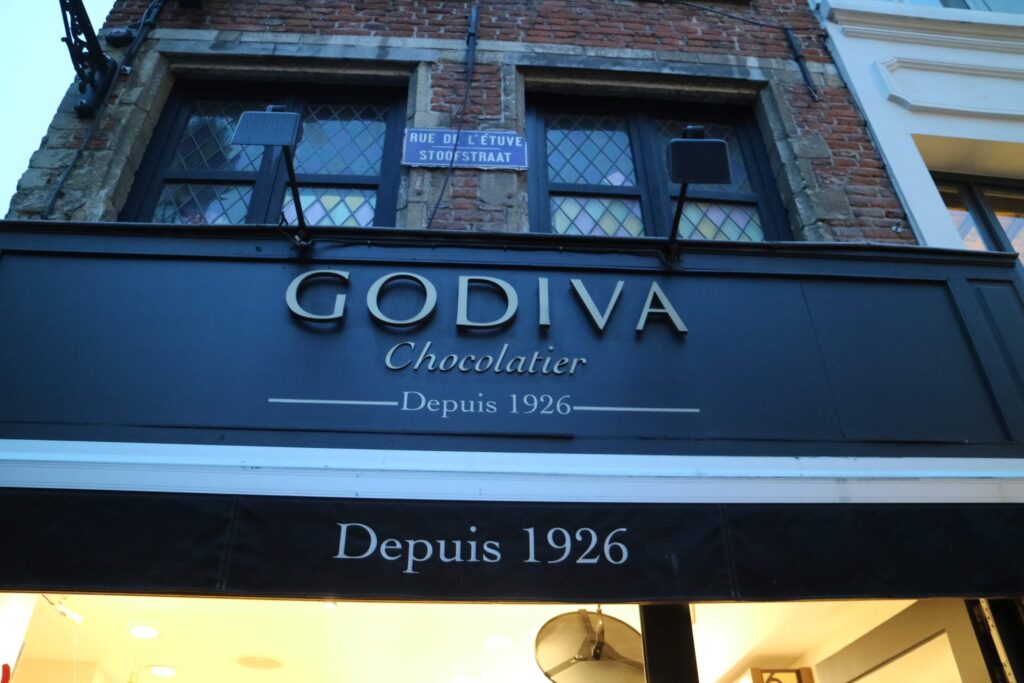 RUE DE L'ÉTUVE
STOOFSTRAAT
GODIVA
Chocolatier
Depuis 1926
Depuis 1926